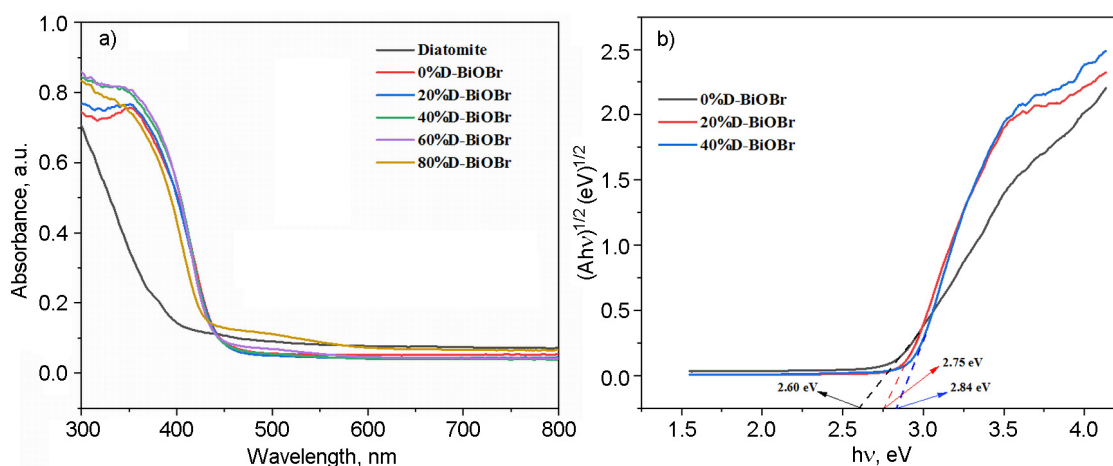 a)
Diatomite
0%D-BiOBr
20%D-BiOBr
40%D-BiOBr
60%D-BiOBr
80%D-BiOBr
Absorbance, a.u.
1.0
0.8
0.6
0.4
0.2
0.0
300
400
500
600
700
800
Wavelength, nm
b)
0%D-BiOBr
20%D-BiOBr
40%D-BiOBr
(Ahν)1/2 (eV)1/2
2.5
2.0
1.5
1.0
0.5
0.0
2.60 eV
2.75 eV
2.84 eV
1.5
2.0
2.5
3.0
3.5
4.0
hν, eV